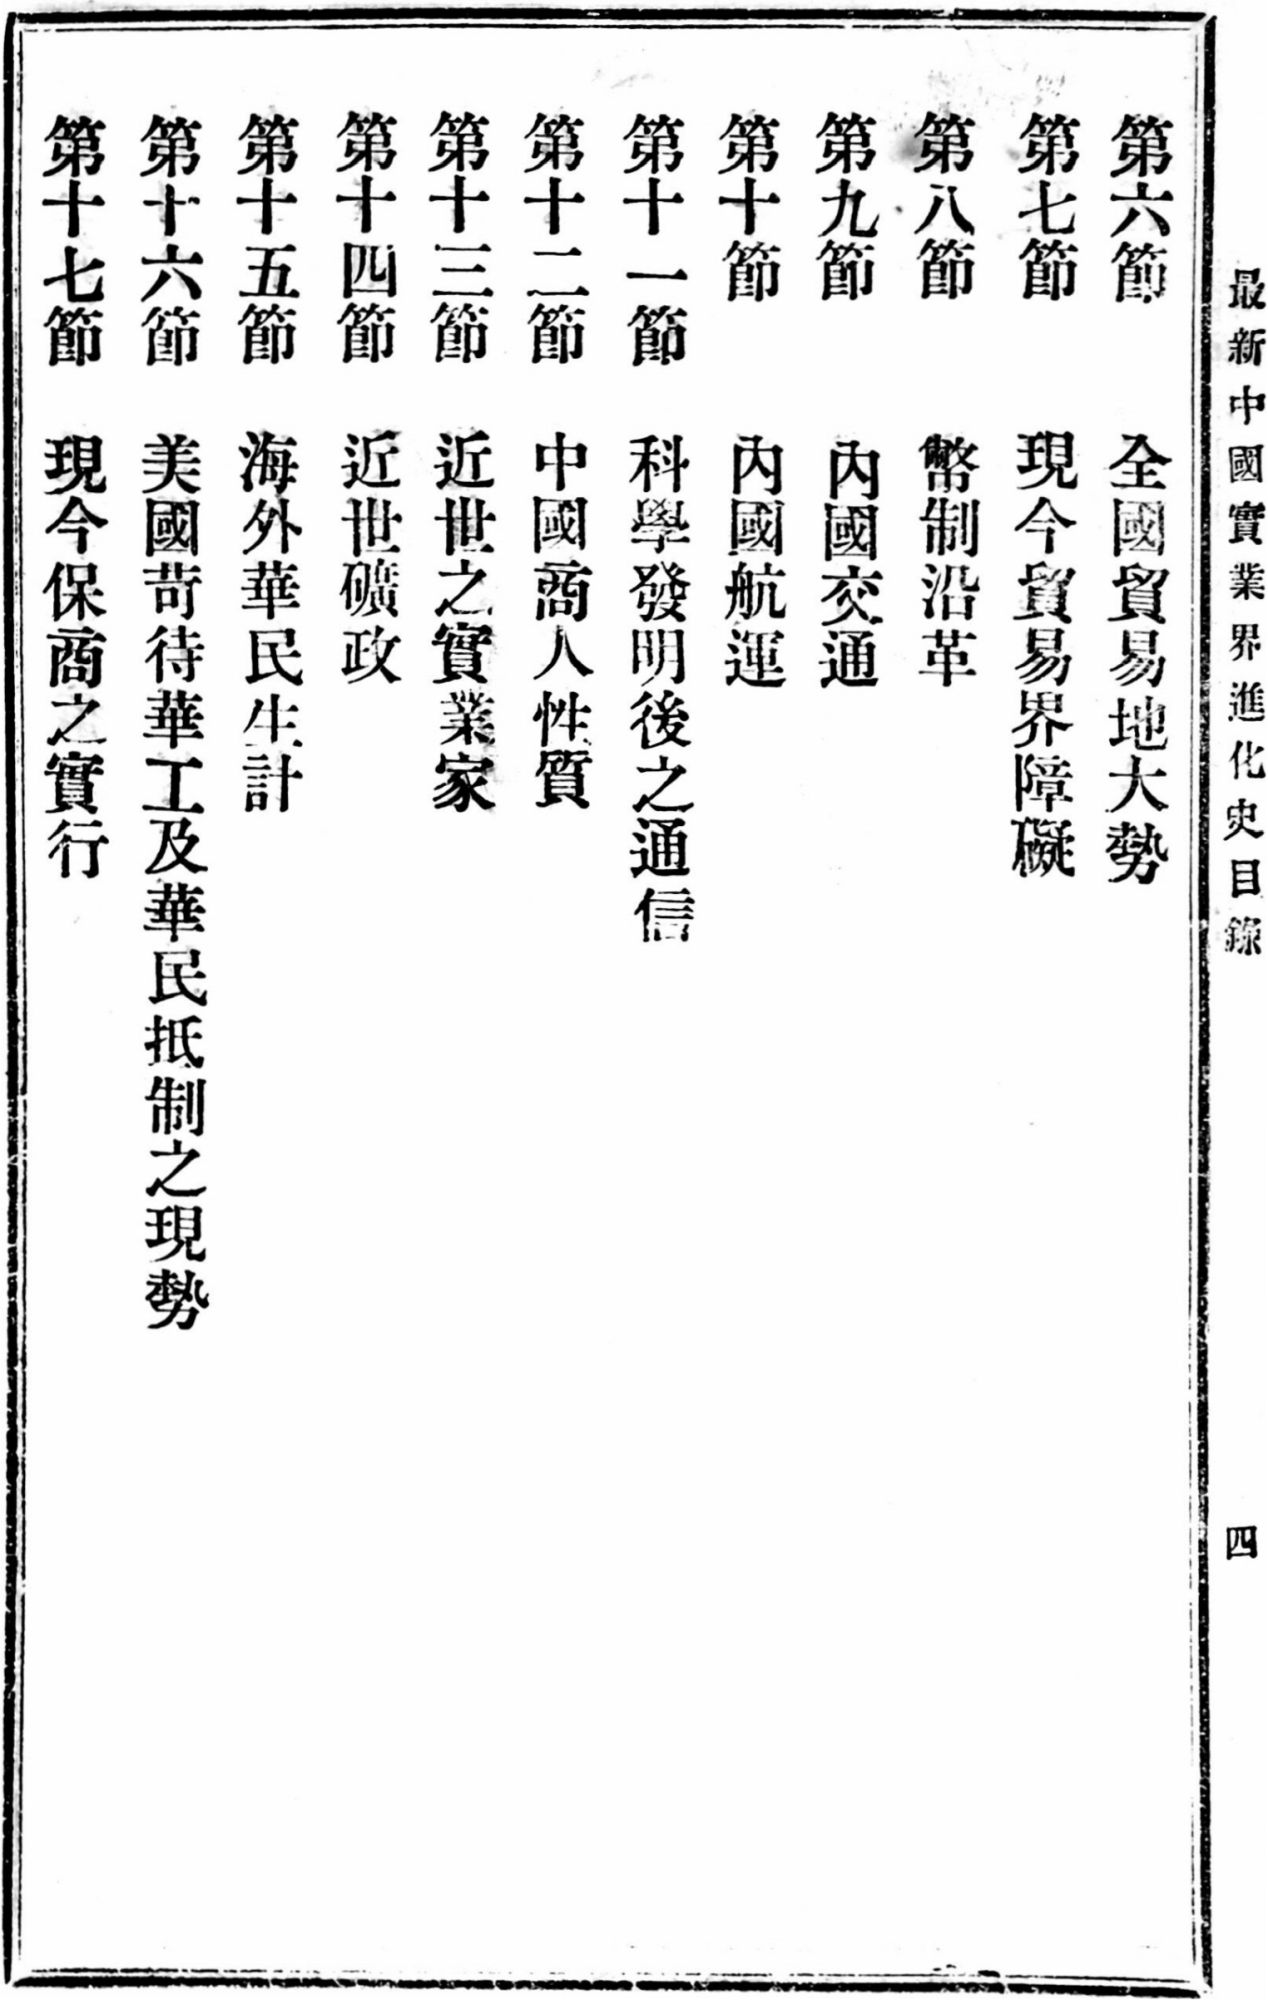 最新中國實業界進化史目錄
四
第六節 全國貿易地大勢
第七節 現今貿易界障礙
第八節 幣制沿革
第九節 內國交通
第十節 內國航運
第十一節 科學發明後之通信
第十二節 中國商人性質
第十三節 近世之實業家
第十四節 近世礦政
第十五節 海外華民生計
第十六節 美國苛待華工及華民抵制之現勢
第十七節 現今保商之實行